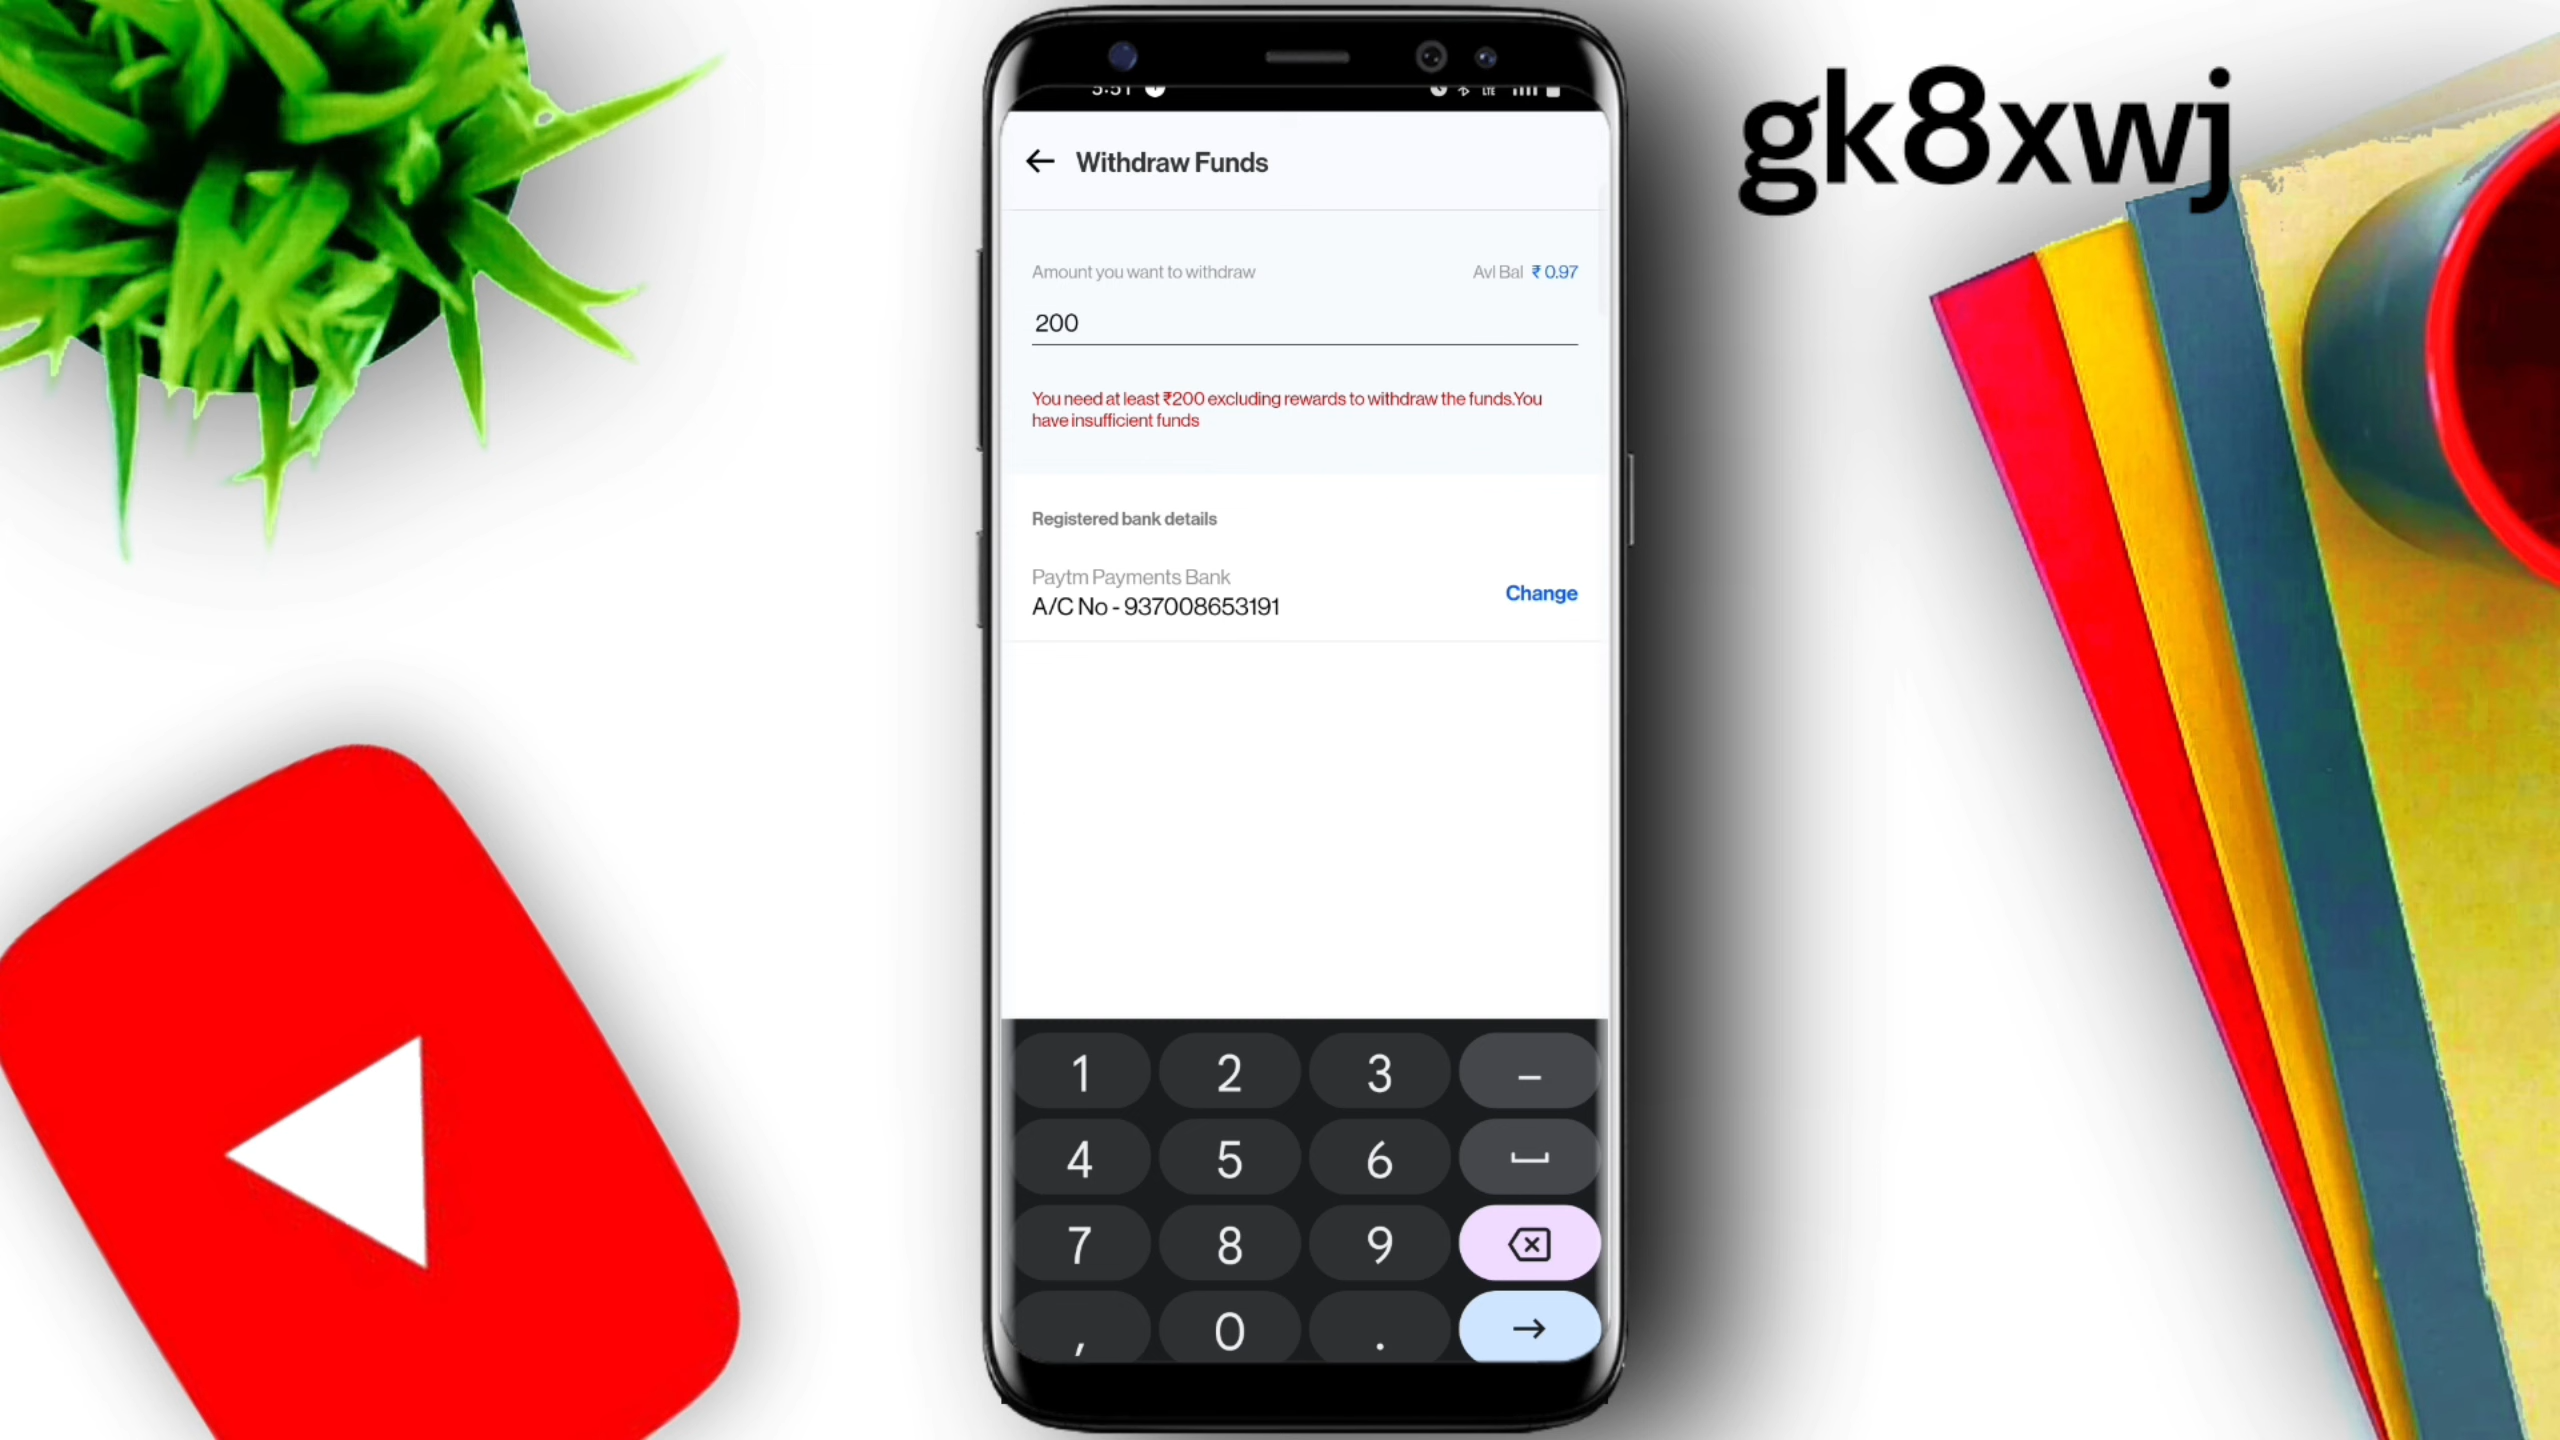 gk8xwj
Withdraw Funds
Amount you want to withdraw Avl Bal ₹ 0.97
200
You need at least ₹200 excluding rewards to withdraw the funds.You
have insufficient funds
Registered bank details
Paytm Payments Bank
A/C No - 937008653191
Change
1 2 3 –
4 5 6
7 8 9
, 0 .